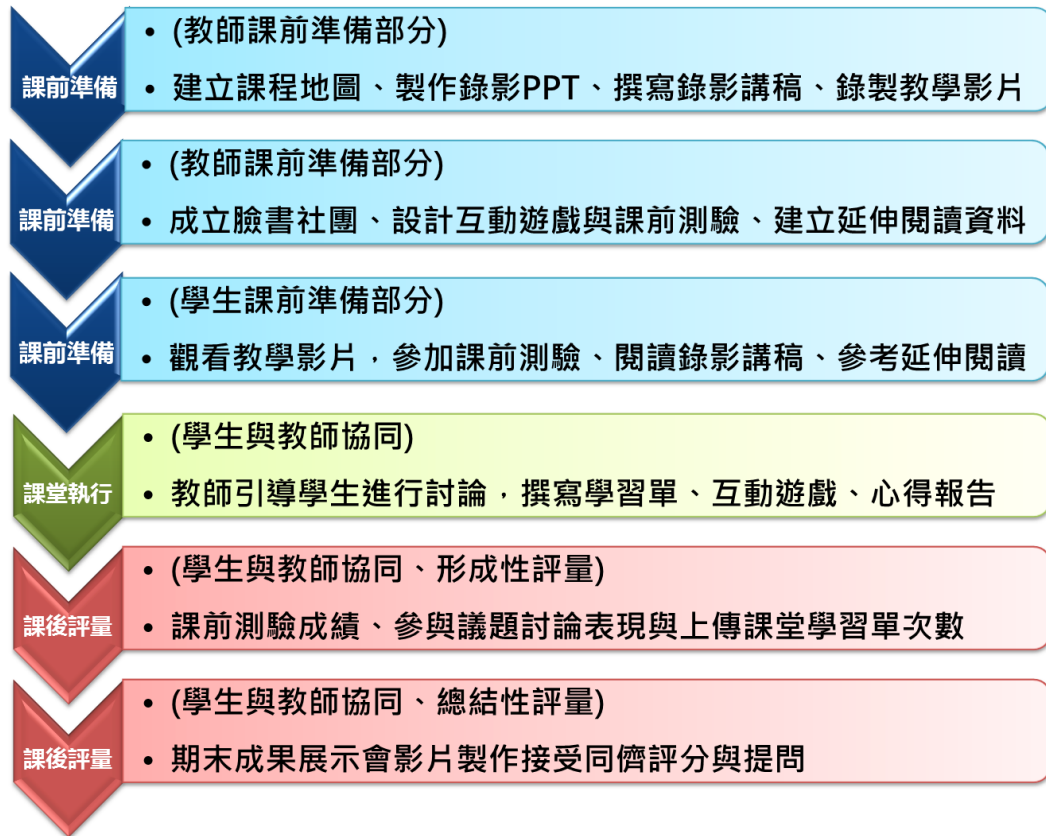 課前準備
• (教師課前準備部分)
• 建立課程地圖、製作錄影PPT、撰寫錄影講稿、錄製教學影片
課前準備
• (教師課前準備部分)
• 成立臉書社團、設計互動遊戲與課前測驗、建立延伸閱讀資料
課前準備
• (學生課前準備部分)
• 觀看教學影片，參加課前測驗、閱讀錄影講稿、參考延伸閱讀
課堂執行
• (學生與教師協同)
• 教師引導學生進行討論，撰寫學習單、互動遊戲、心得報告
課後評量
• (學生與教師協同、形成性評量)
• 課前測驗成績、參與議題討論表現與上傳課堂學習單次數
課後評量
• (學生與教師協同、總結性評量)
• 期末成果展示會影片製作接受同儕評分與提問